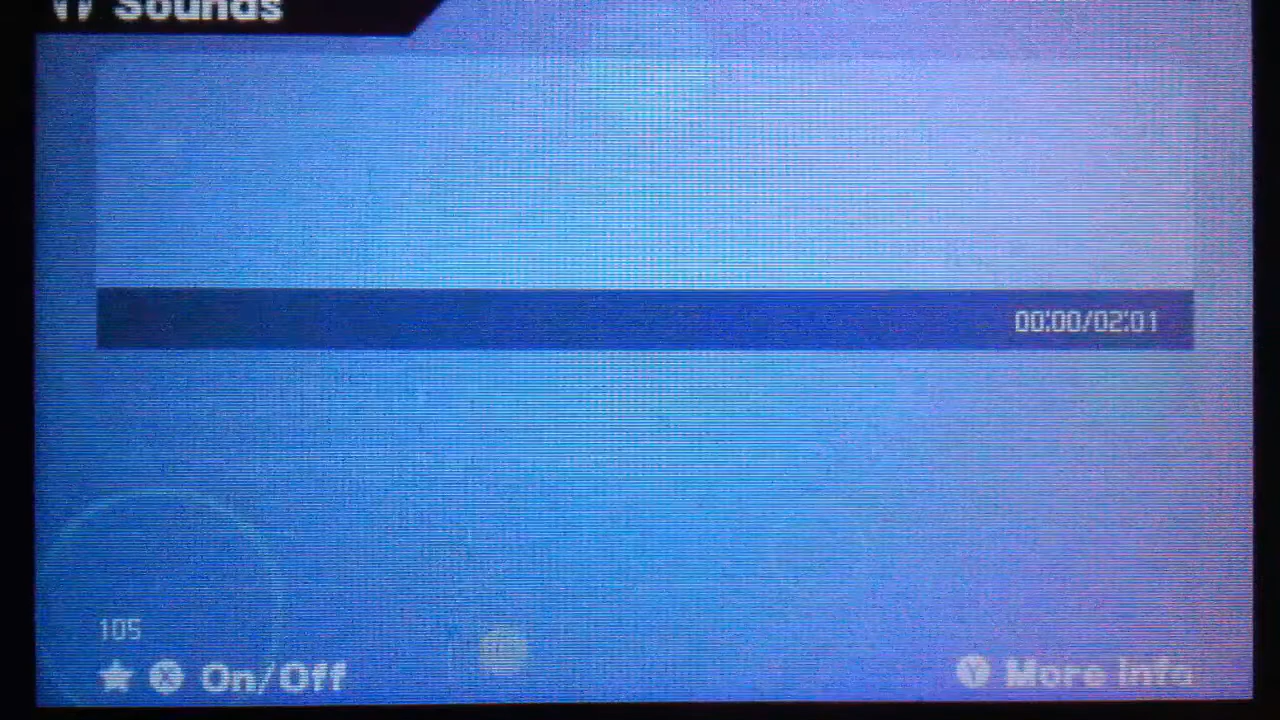 Sounds
00:00/02:01
105
★ Ⓧ On/Off
Ⓨ More Info